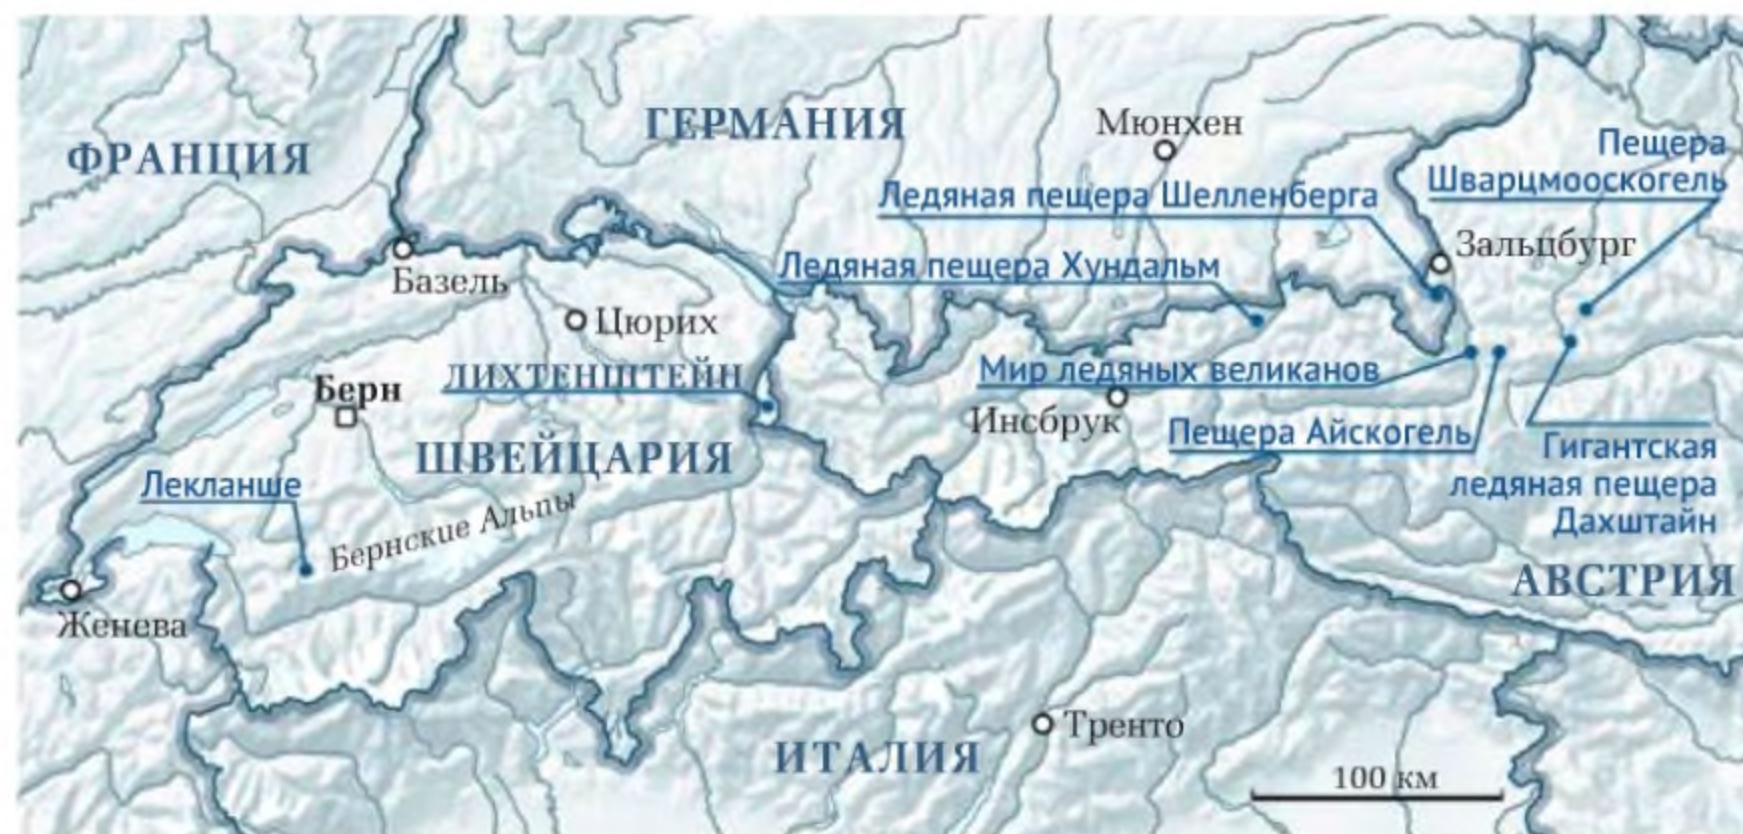 ФРАНЦИЯ
ГЕРМАНИЯ
Мюнхен
Пещера
Шварцмооскогель
Ледяная пещера Шелленберга
Зальцбург
Ледяная пещера Хундальм
Базель
Цюрих
ЛИХТЕНШТЕЙН
Мир ледяных великанов
Берн
Инсбрук
Пещера Айскогель
ШВЕЙЦАРИЯ
Гигантская
ледяная пещера
Дахштайн
Лекланше
Бернские Альпы
АВСТРИЯ
Женева
Тренто
ИТАЛИЯ
100 км